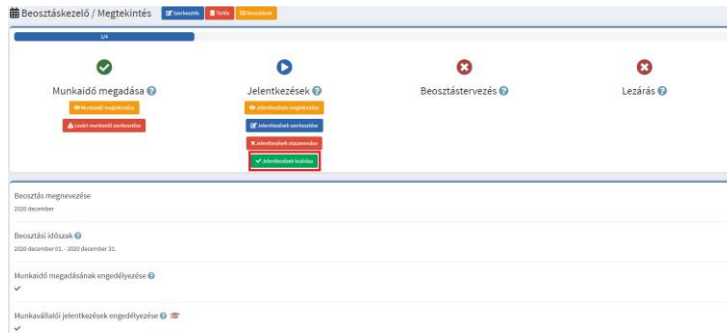 Beosztáskezelő / Megtekintés Szerkesztés Törlés Beosztások
1/4
Munkaidő megadása Jelentkezések Beosztástervezés Lezárás
Munkaidő megtekintése Jelentkezések megtekintése
Lezárt munkaidő szerkesztése Jelentkezések szerkesztése
Jelentkezések visszavonása
Jelentkezések lezárása
Beosztás megnevezése
2020 december
Beosztási időszak
2020 december 01. - 2020 december 31.
Munkaidő megadásának engedélyezése
Munkavállalói jelentkezések engedélyezése